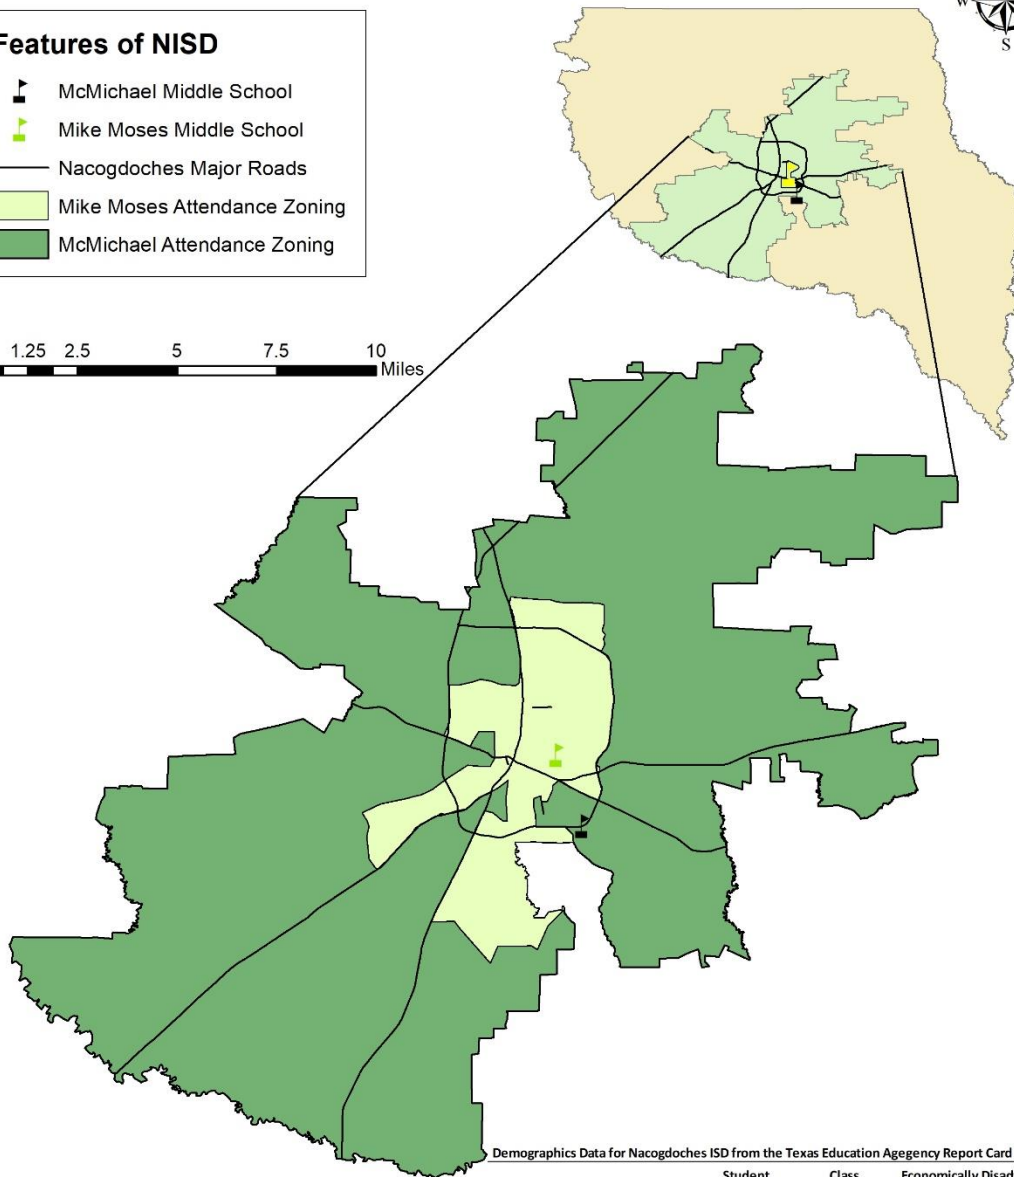 Features of NISD
McMichael Middle School
Mike Moses Middle School
Nacogdoches Major Roads
Mike Moses Attendance Zoning
McMichael Attendance Zoning
W
S
1.25 2.5 5 7.5 10
Miles
Demographics Data for Nacogdoches ISD from the Texas Education Agegency Report Card
Student Class Economically Disad